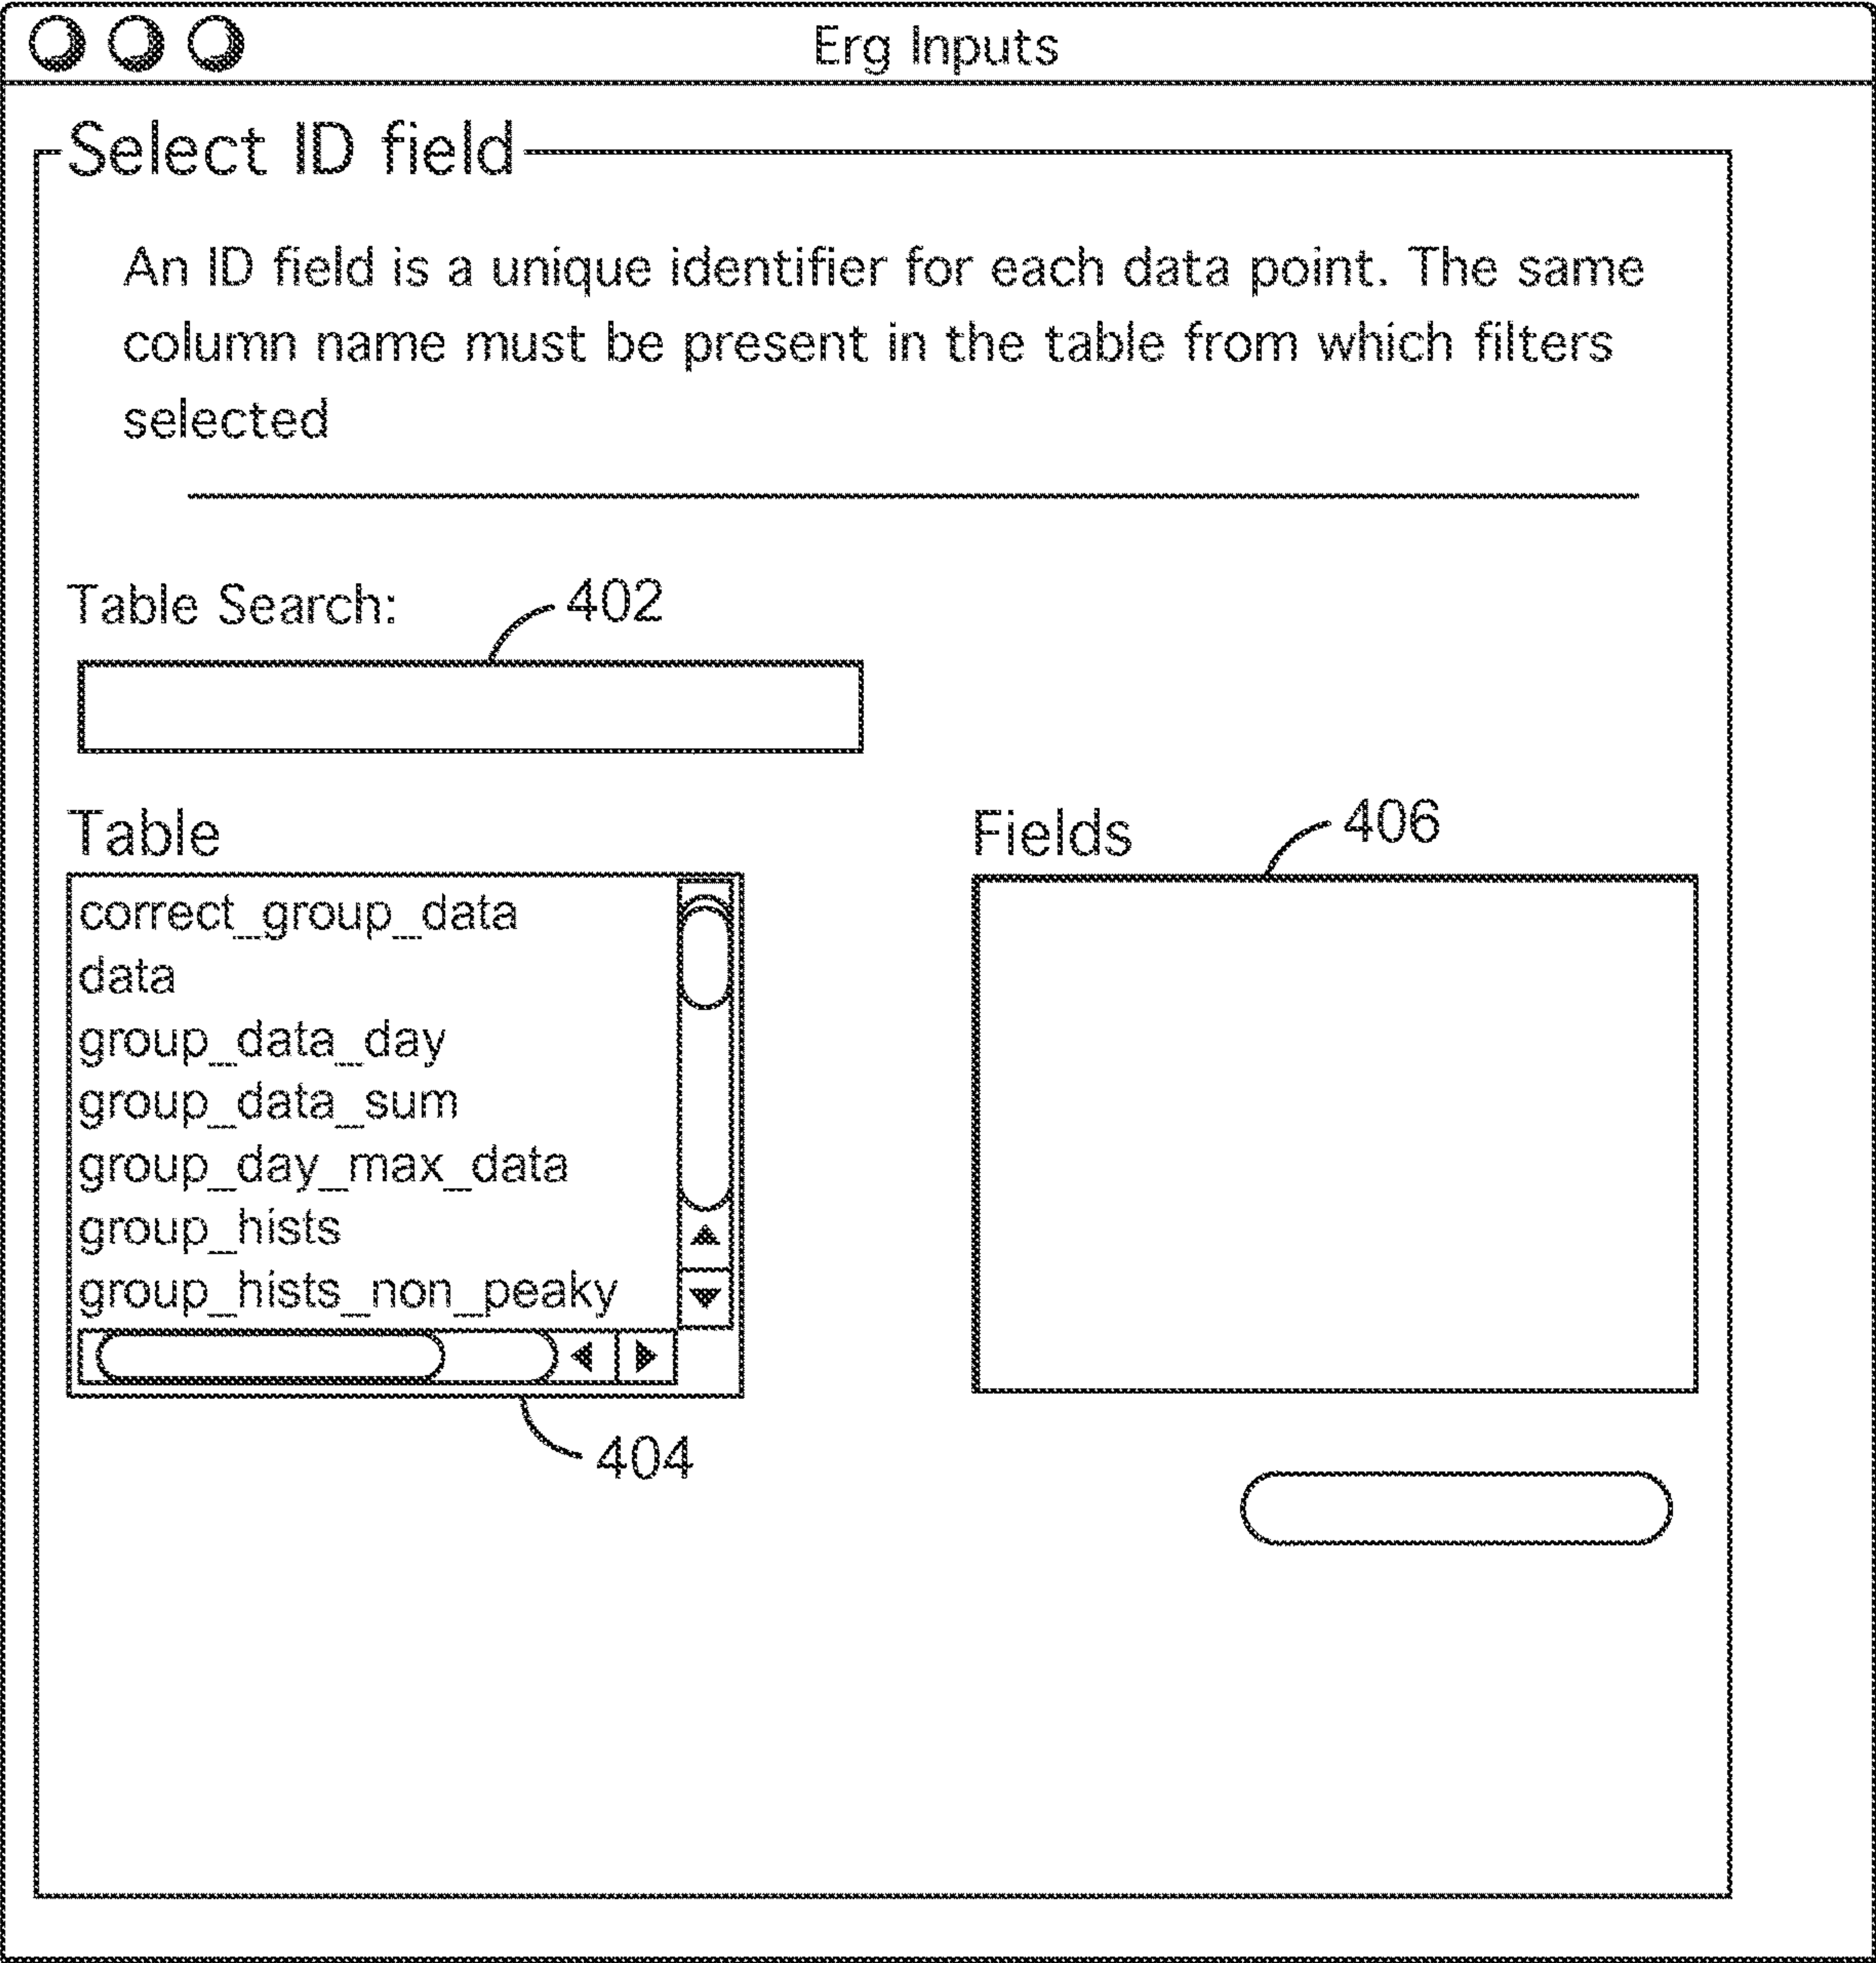 Erg Inputs
Select ID field
An ID field is a unique identifier for each data point. The same
column name must be present in the table from which filters
selected
Table Search:
402
Table
Fields
406
correct_group_data
data
group_data_day
group_data_sum
group_day_max_data
group_hists
group_hists_non_peaky
404